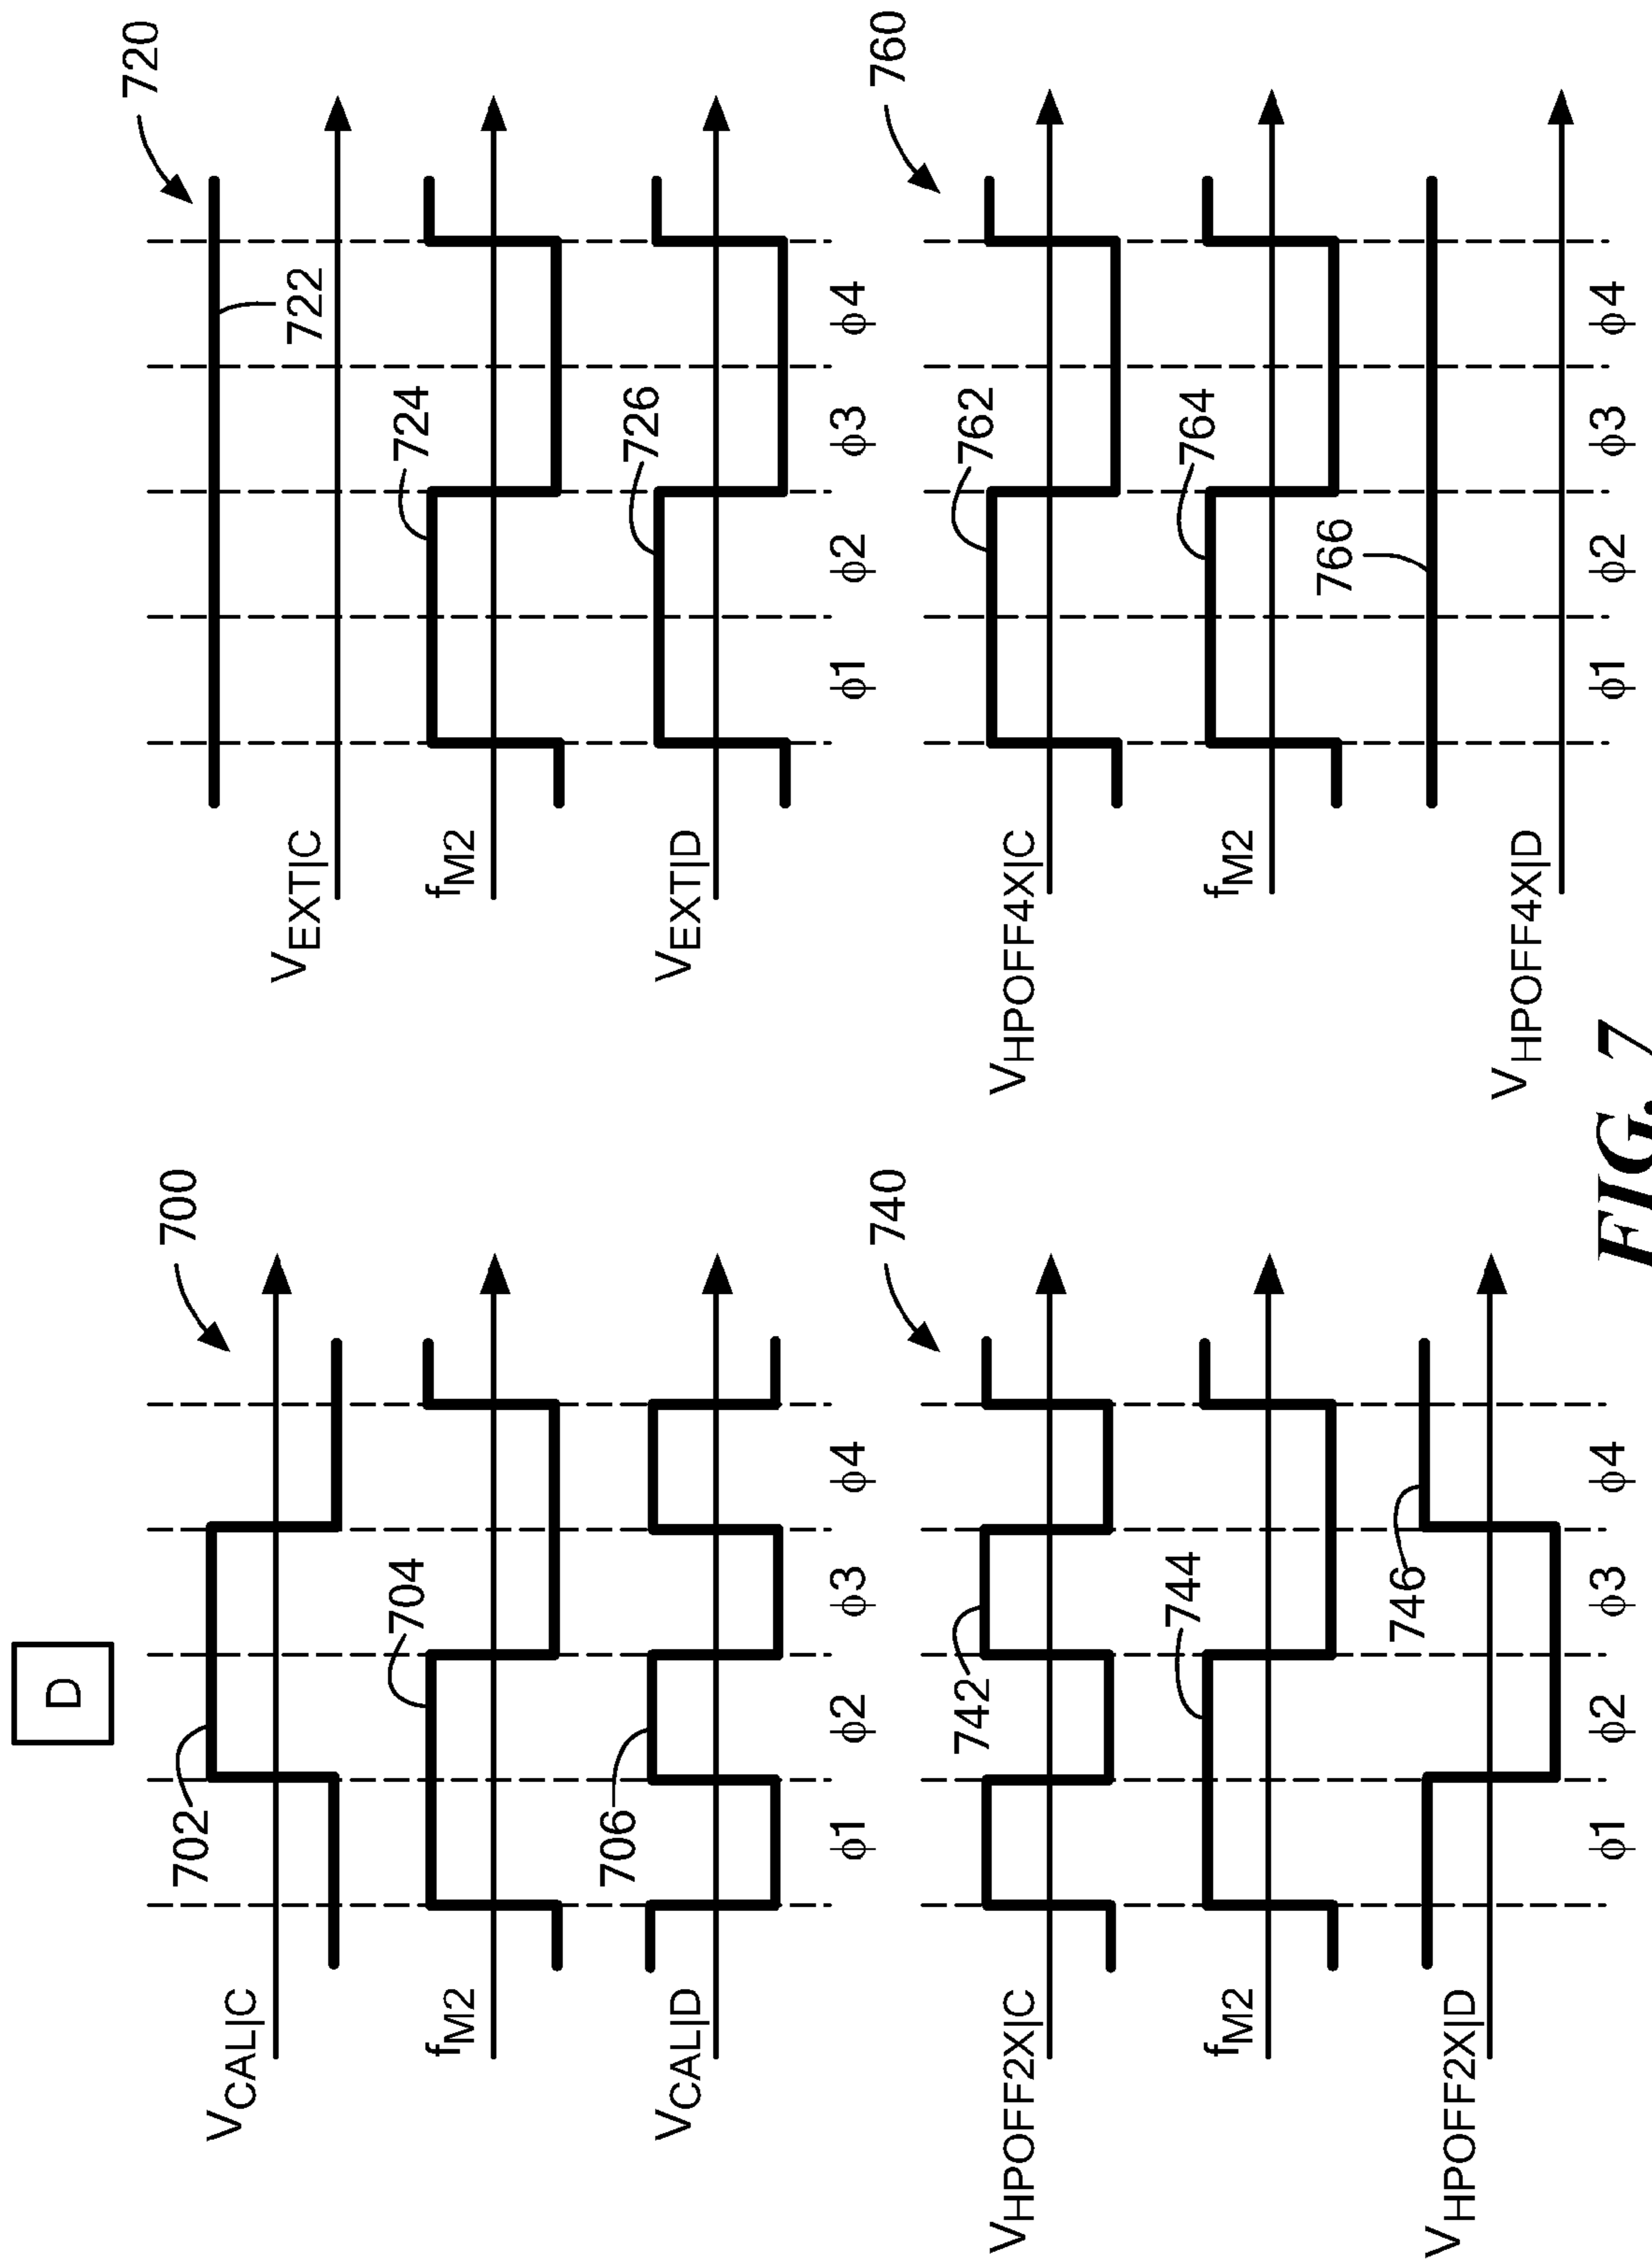 D
700
702
V_CAL|C
704
f_M2
706
V_CAL|D
ϕ1 ϕ2 ϕ3 ϕ4
720
722
V_EXT|C
724
f_M2
726
V_EXT|D
ϕ1 ϕ2 ϕ3 ϕ4
740
742
V_HPOFF2X|C
744
f_M2
746
V_HPOFF2X|D
ϕ1 ϕ2 ϕ3 ϕ4
760
762
V_HPOFF4X|C
764
f_M2
766
V_HPOFF4X|D
ϕ1 ϕ2 ϕ3 ϕ4
FIG. 7